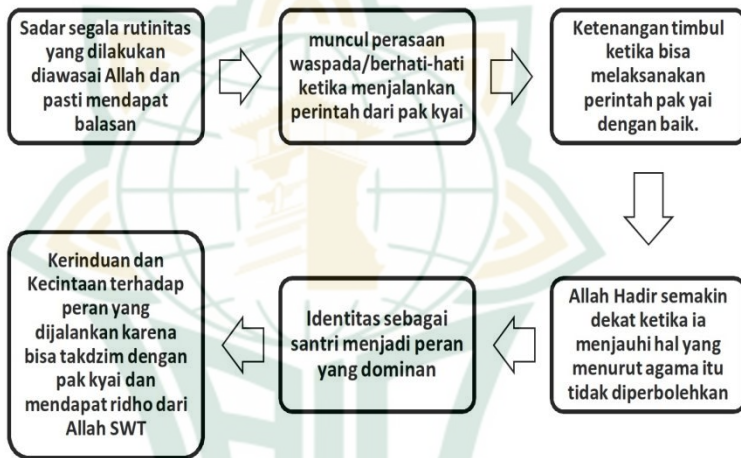 Sadar segala rutinitas
yang dilakukan
diawasai Allah dan
pasti mendapat
balasan
muncul perasaan
waspada/berhati-hati
ketika menjalankan
perintah dari pak kyai
Ketenangan timbul
ketika bisa
melaksanakan
perintah pak yai
dengan baik.
Allah Hadir semakin
dekat ketika ia
menjauhi hal yang
menurut agama itu
tidak diperbolehkan
Identitas sebagai
santri menjadi peran
yang dominan
Kerinduan dan
Kecintaan terhadap
peran yang
dijalankan karena
bisa takdzim dengan
pak kyai dan
mendapat ridho dari
Allah SWT